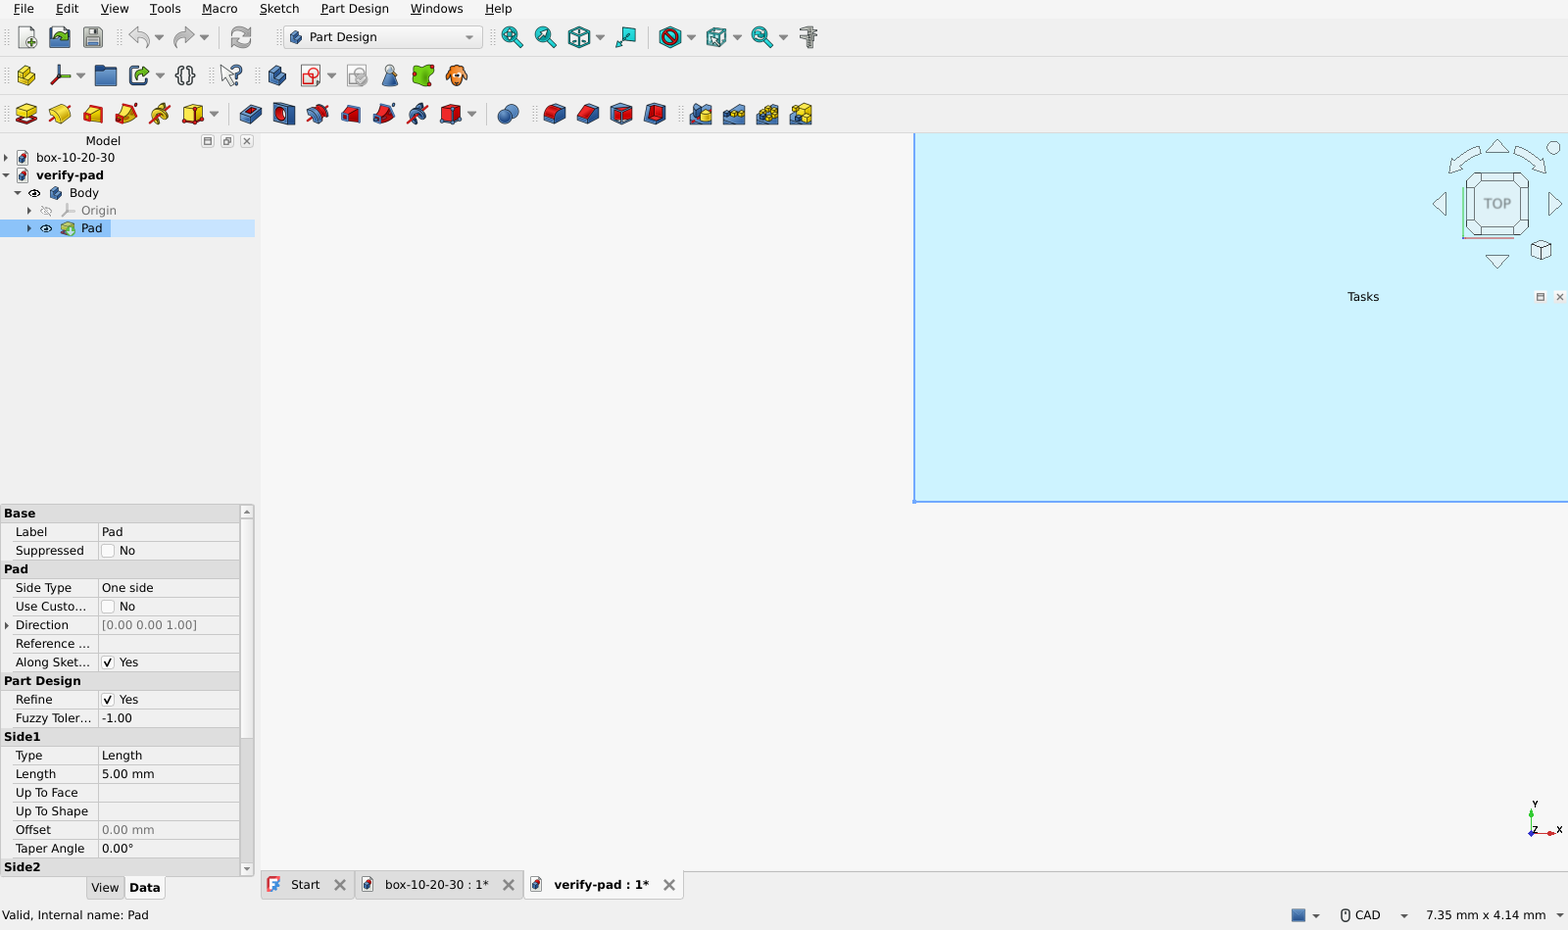 File Edit View Tools Macro Sketch Part Design Windows Help
Part Design
Model
box-10-20-30
verify-pad
Body
Origin
Pad
TOP
Tasks
Base
Label Pad
Suppressed No
Pad
Side Type One side
Use Custo... No
Direction [0.00 0.00 1.00]
Reference ...
Along Sket... Yes
Part Design
Refine Yes
Fuzzy Toler... -1.00
Side1
Type Length
Length 5.00 mm
Up To Face
Up To Shape
Offset 0.00 mm
Taper Angle 0.00°
Side2
Y
Z X
View Data
Start box-10-20-30 : 1* verify-pad : 1*
Valid, Internal name: Pad CAD 7.35 mm x 4.14 mm